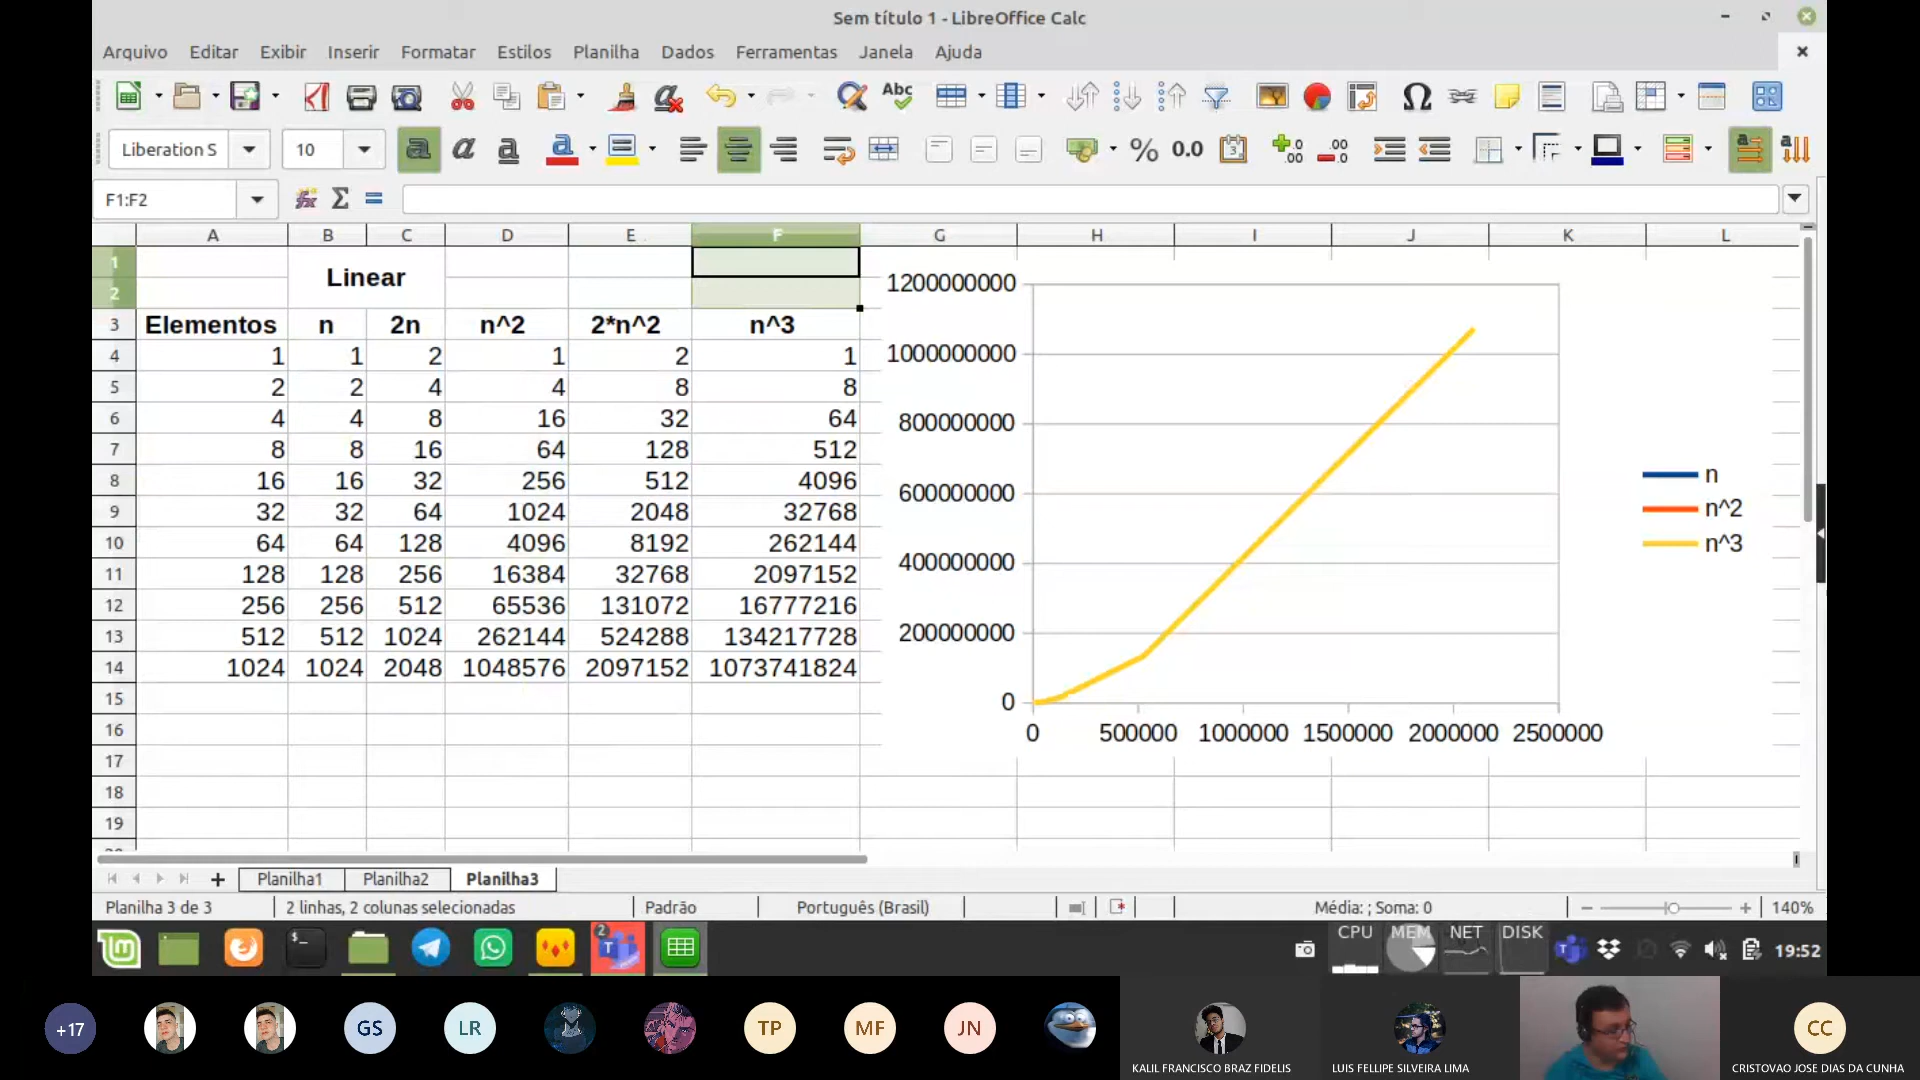 Sem título 1 - LibreOffice Calc
Arquivo Editar Exibir Inserir Formatar Estilos Planilha Dados Ferramentas Janela Ajuda
Liberation S 10
F1:F2
A B C D E F G H I J K L
1 Linear
2
3 Elementos n 2n n^2 2*n^2 n^3
4 1 1 2 1 2 1
5 2 2 4 4 8 8
6 4 4 8 16 32 64
7 8 8 16 64 128 512
8 16 16 32 256 512 4096
9 32 32 64 1024 2048 32768
10 64 64 128 4096 8192 262144
11 128 128 256 16384 32768 2097152
12 256 256 512 65536 131072 16777216
13 512 512 1024 262144 524288 134217728
14 1024 1024 2048 1048576 2097152 1073741824
15
16
17
18
19
1200000000
1000000000
800000000
600000000
400000000
200000000
0
0 500000 1000000 1500000 2000000 2500000
n
n^2
n^3
Planilha1 Planilha2 Planilha3
Planilha 3 de 3 2 linhas, 2 colunas selecionadas Padrão Português (Brasil) Média: ; Soma: 0 140%
2 CPU MEM NET DISK 19:52
+17 GS LR TP MF JN CC
KALIL FRANCISCO BRAZ FIDELIS LUIS FELLIPE SILVEIRA LIMA CRISTOVAO JOSE DIAS DA CUNHA